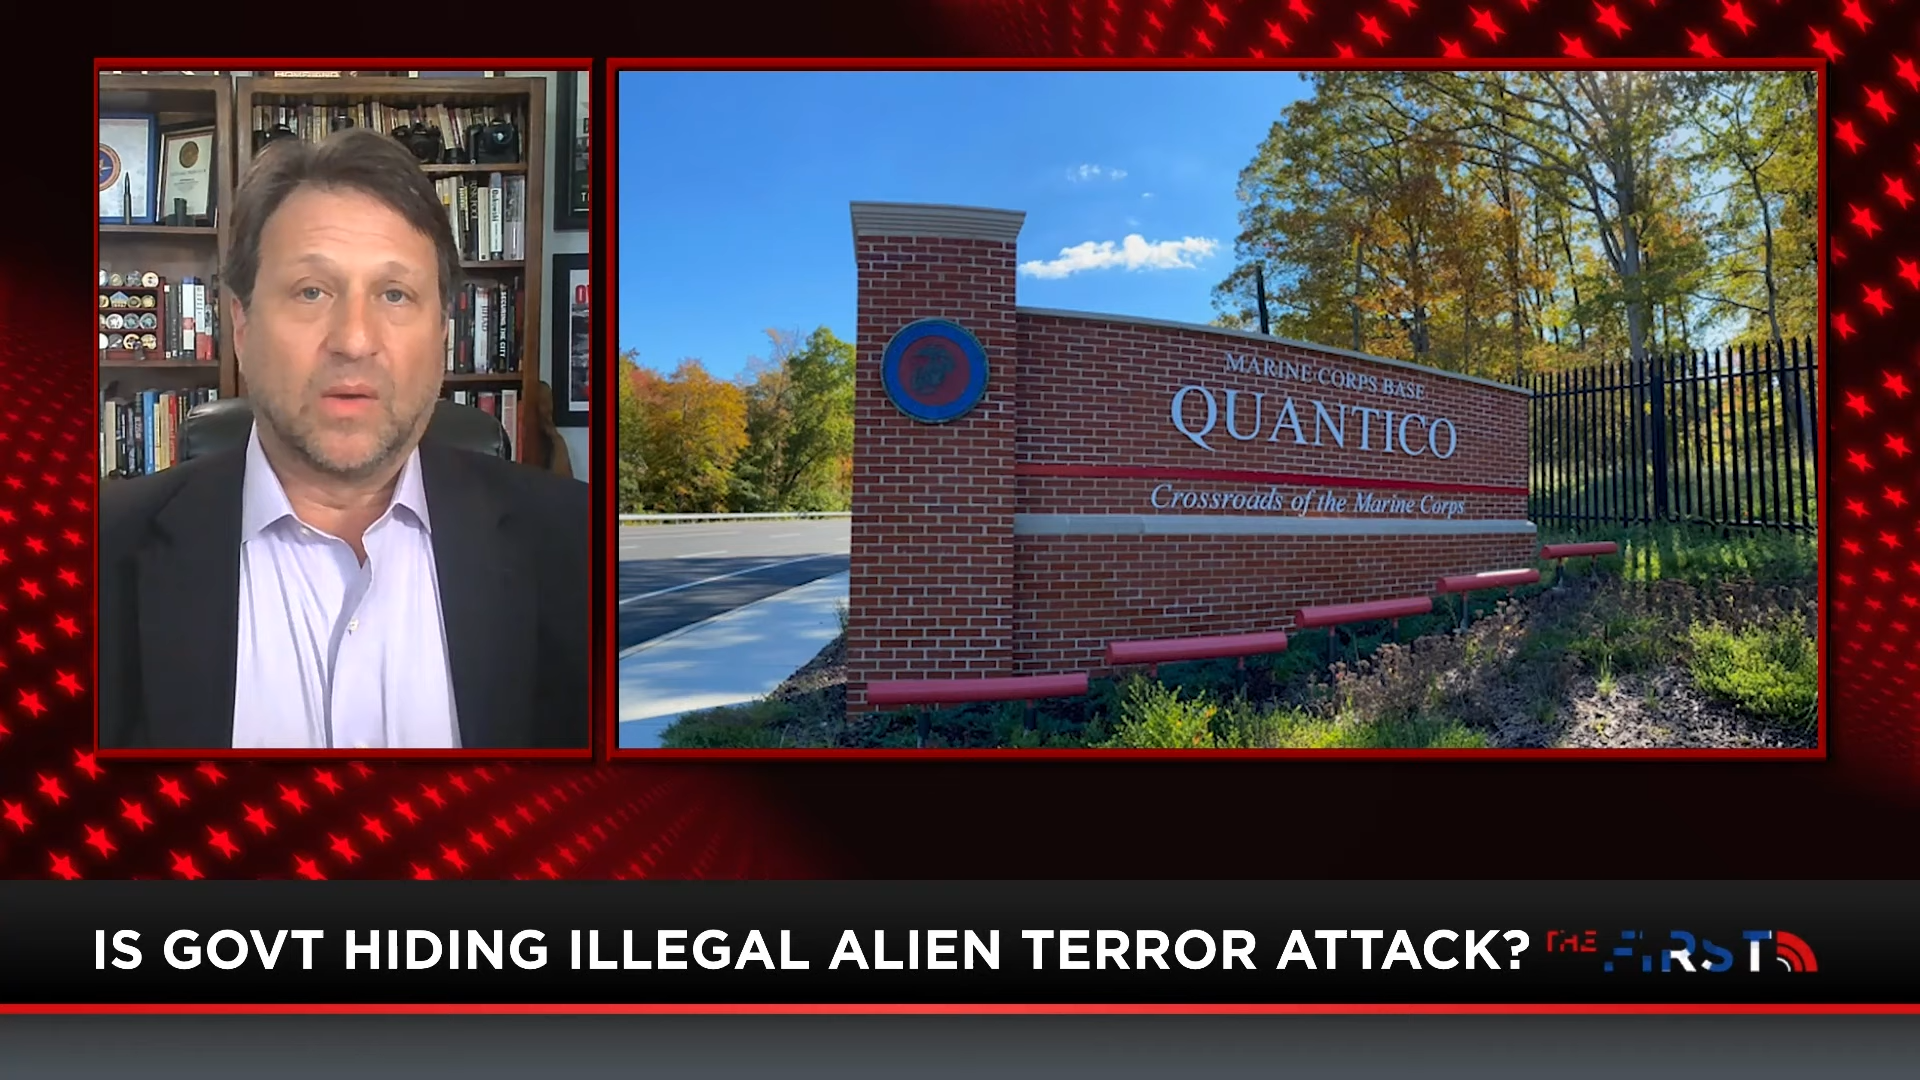 MARINE CORPS BASE
QUANTICO
Crossroads of the Marine Corps
IS GOVT HIDING ILLEGAL ALIEN TERROR ATTACK?
THE FIRST